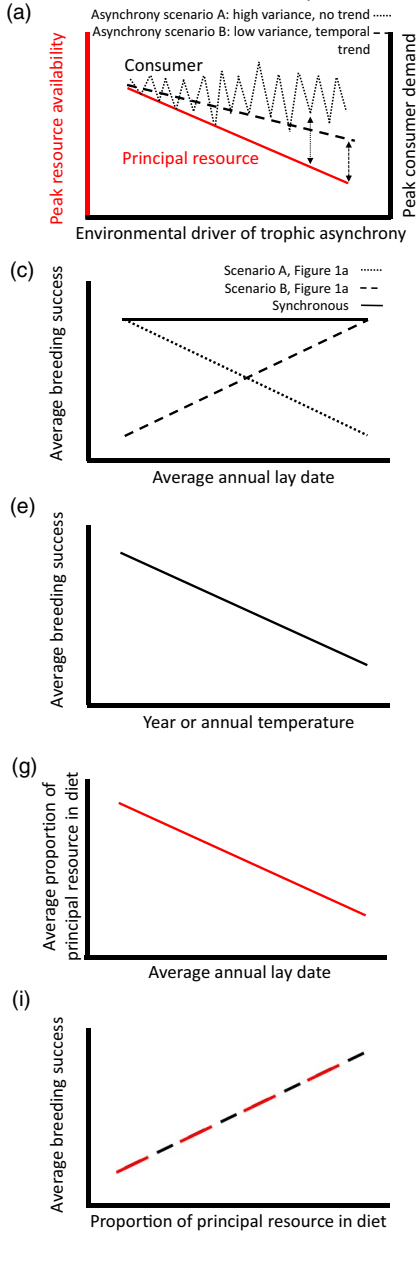 (a)
Asynchrony scenario A: high variance, no trend
Asynchrony scenario B: low variance, temporal
trend
Consumer
Principal resource
Peak resource availability
Peak consumer demand
Environmental driver of trophic asynchrony
(c)
Scenario A, Figure 1a
Scenario B, Figure 1a
Synchronous
Average breeding success
Average annual lay date
(e)
Average breeding success
Year or annual temperature
(g)
Average proportion of
principal resource in diet
Average annual lay date
(i)
Average breeding success
Proportion of principal resource in diet